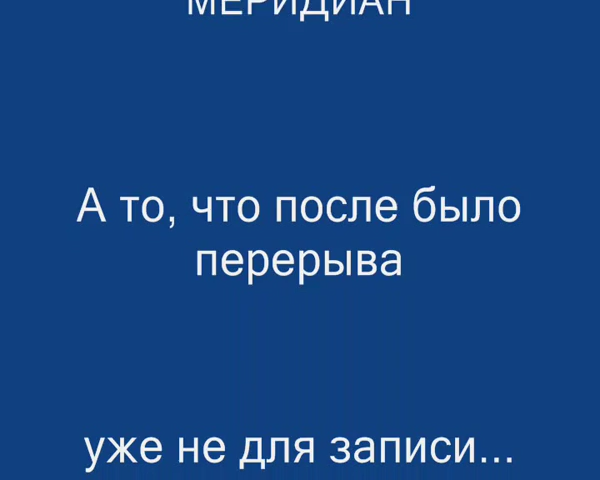 МЕРИДИАН
А то, что после было
перерыва
уже не для записи...